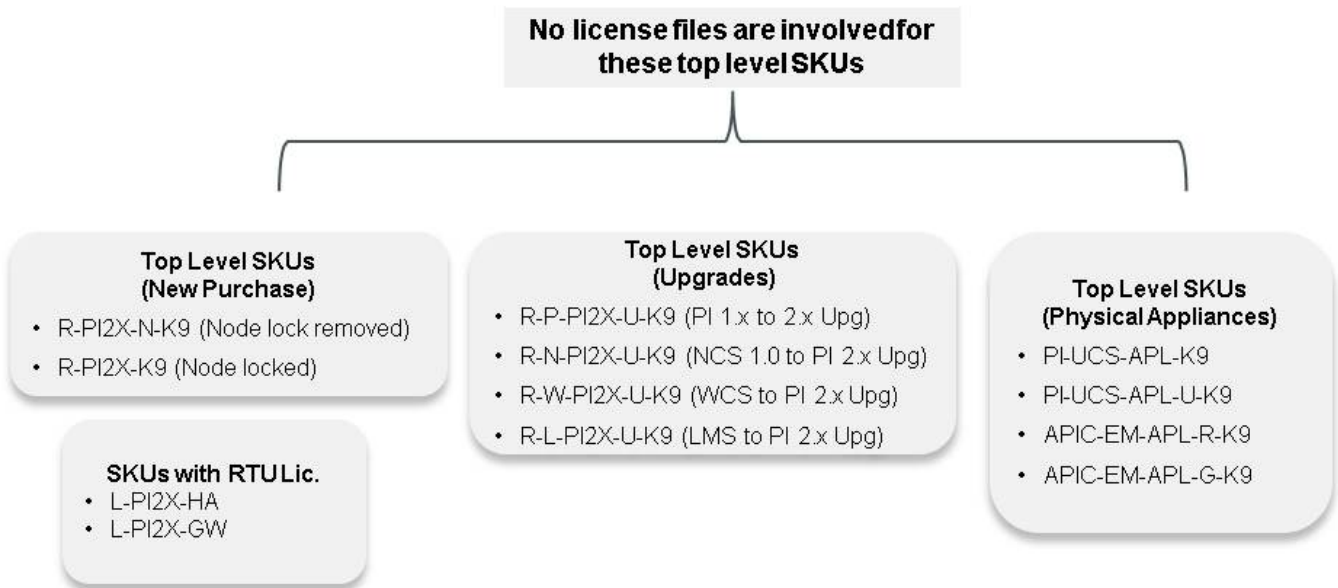 No license files are involvedfor
these top level SKUs
Top Level SKUs
(New Purchase)
• R-PI2X-N-K9 (Node lock removed)
• R-PI2X-K9 (Node locked)
SKUs with RTU Lic.
• L-PI2X-HA
• L-PI2X-GW
Top Level SKUs
(Upgrades)
• R-P-PI2X-U-K9 (PI 1.x to 2.x Upg)
• R-N-PI2X-U-K9 (NCS 1.0 to PI 2.x Upg)
• R-W-PI2X-U-K9 (WCS to PI 2.x Upg)
• R-L-PI2X-U-K9 (LMS to PI 2.x Upg)
Top Level SKUs
(Physical Appliances)
• PI-UCS-APL-K9
• PI-UCS-APL-U-K9
• APIC-EM-APL-R-K9
• APIC-EM-APL-G-K9